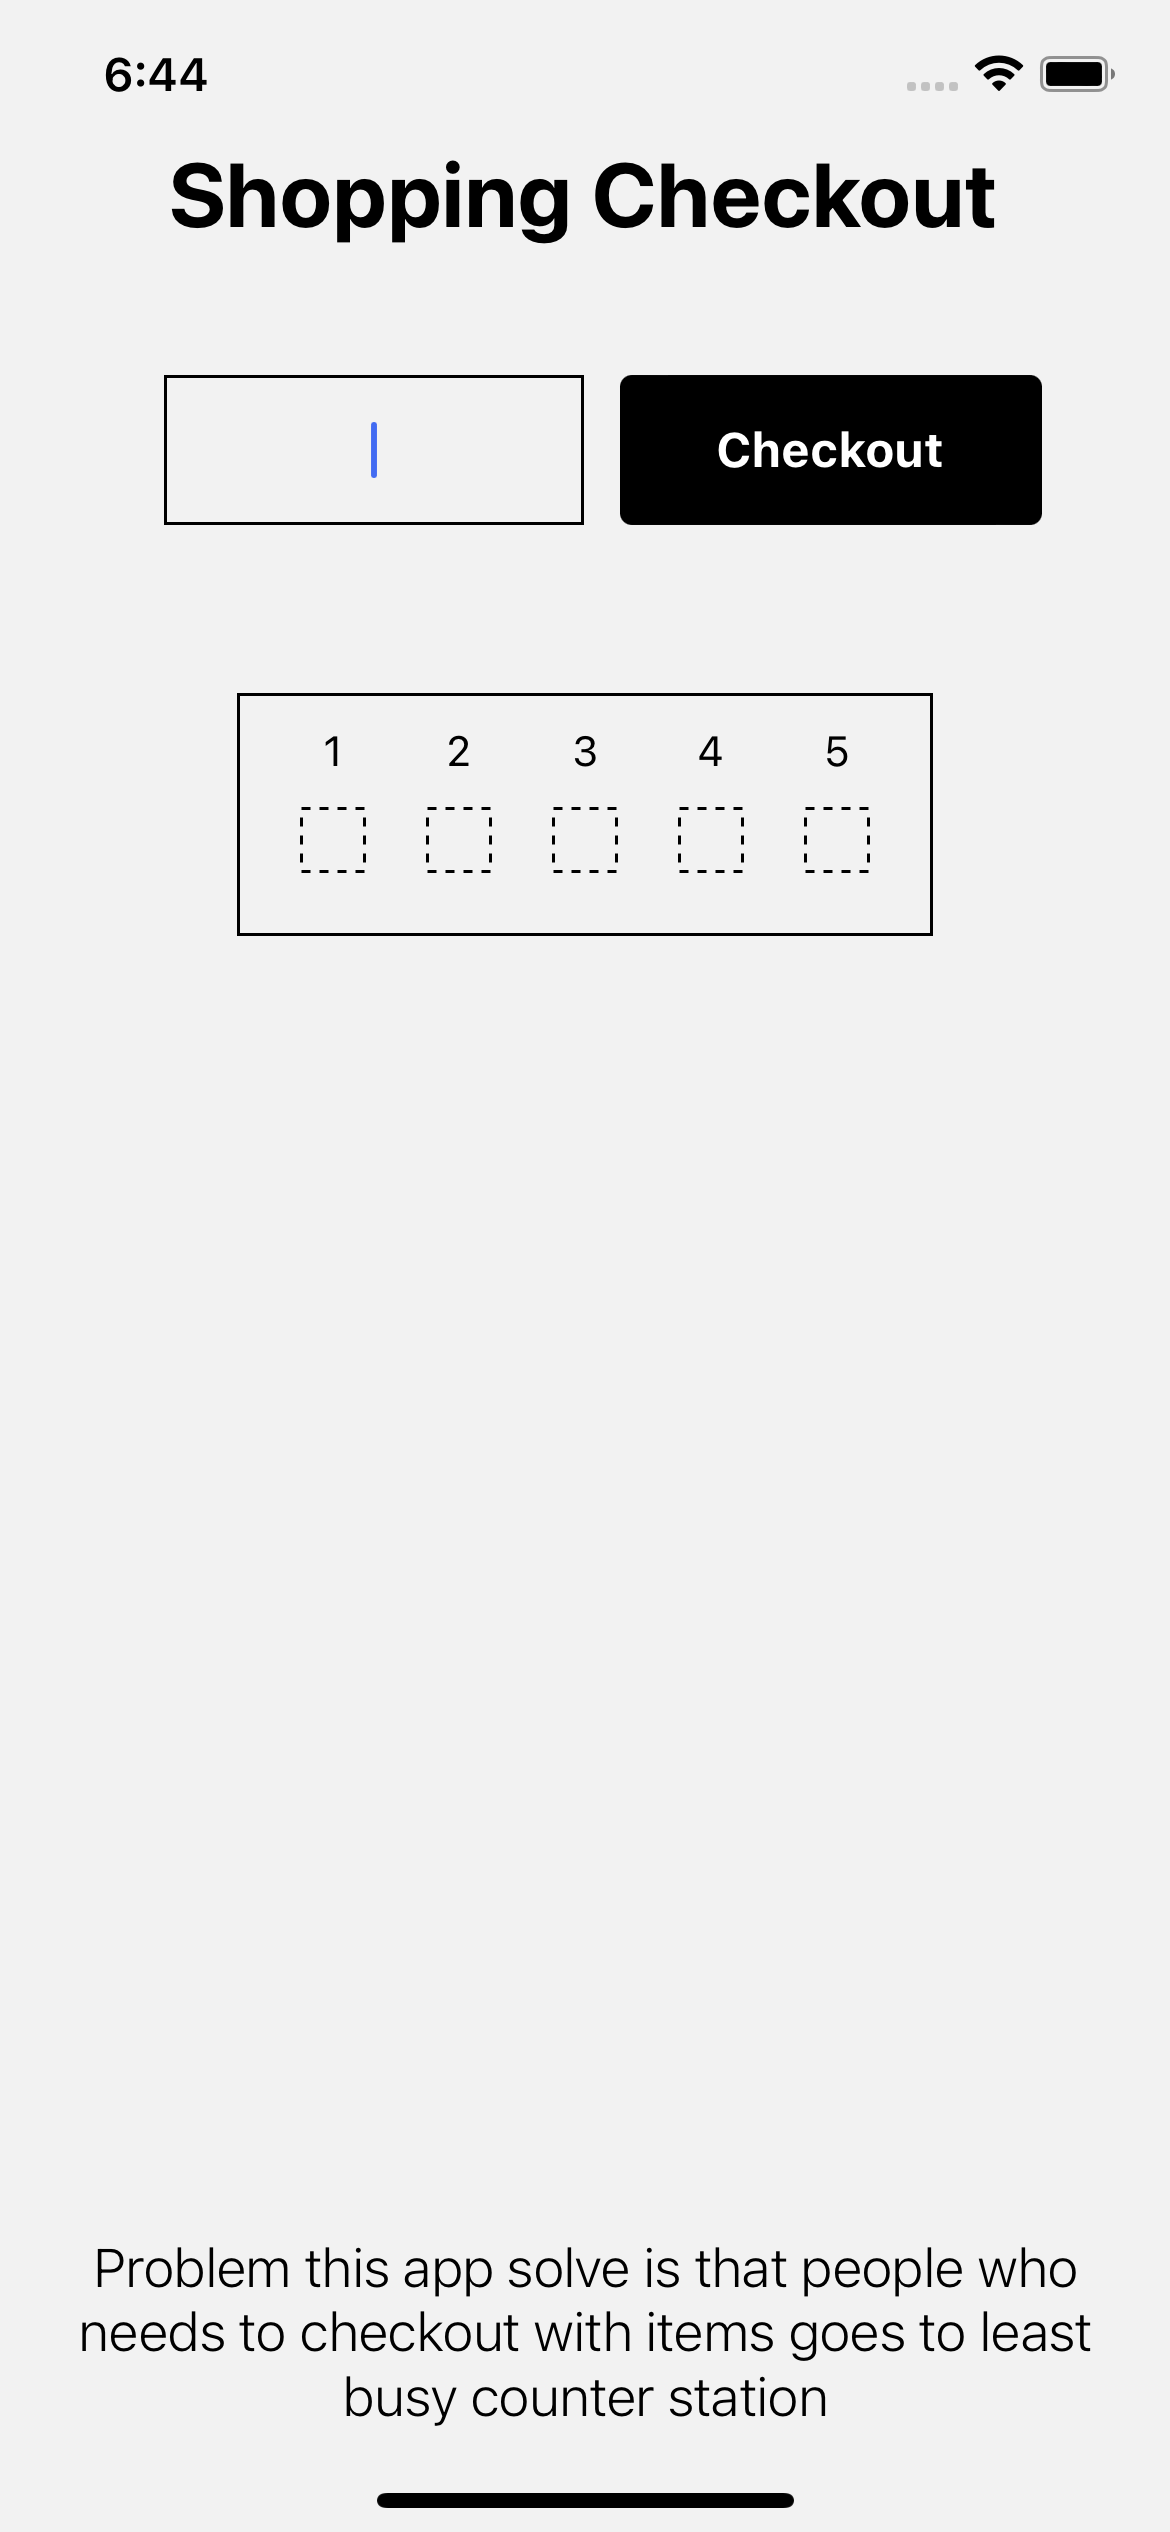 6:44
Shopping Checkout
Checkout
1 2 3 4 5
Problem this app solve is that people who
needs to checkout with items goes to least
busy counter station